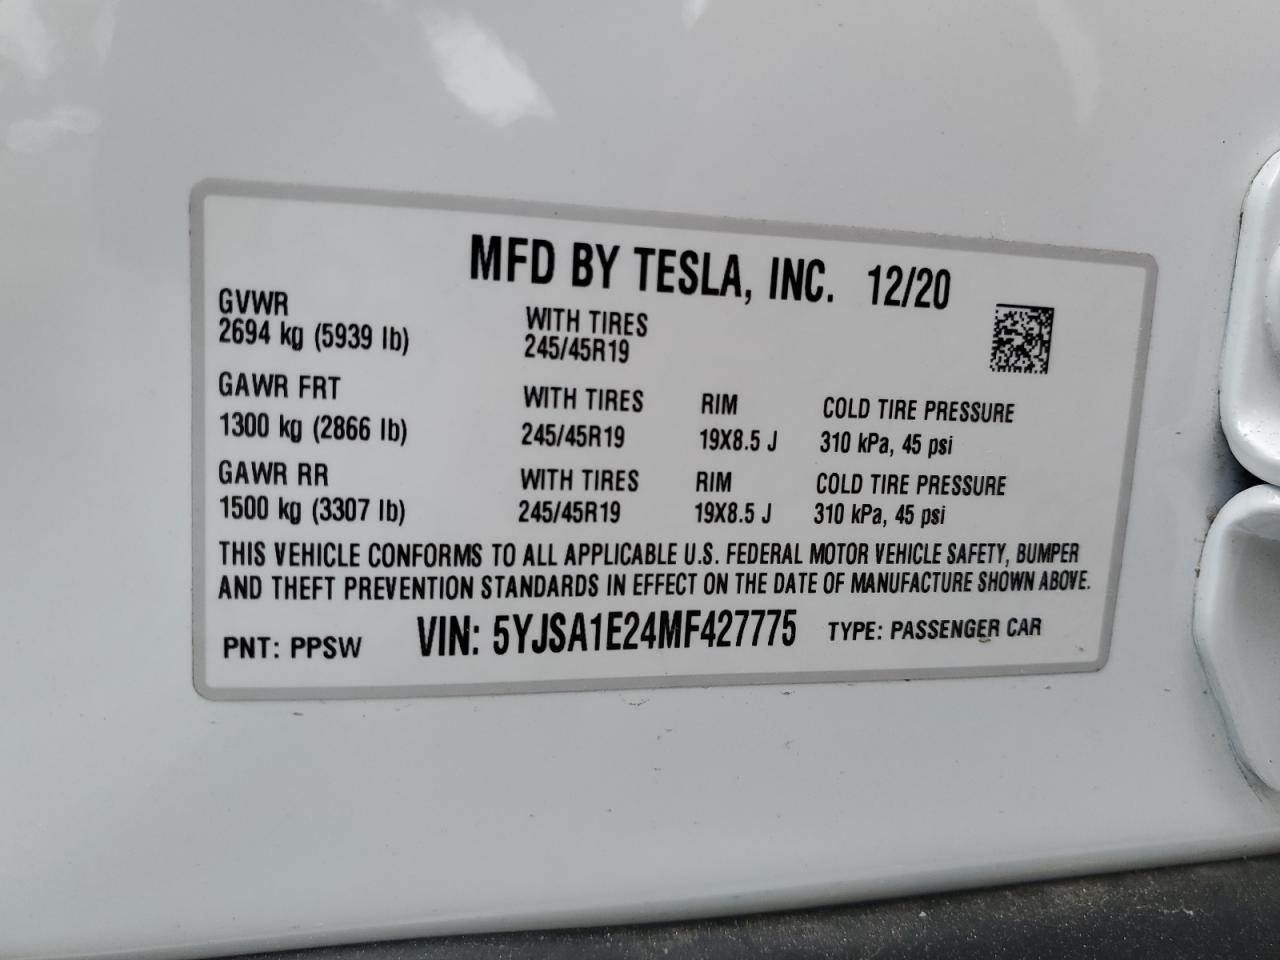 MFD BY TESLA, INC. 12/20
GVWR
2694 kg (5939 lb)
WITH TIRES
245/45R19
GAWR FRT WITH TIRES RIM COLD TIRE PRESSURE
1300 kg (2866 lb) 245/45R19 19X8.5 J 310 kPa, 45 psi
GAWR RR WITH TIRES RIM COLD TIRE PRESSURE
1500 kg (3307 lb) 245/45R19 19X8.5 J 310 kPa, 45 psi
THIS VEHICLE CONFORMS TO ALL APPLICABLE U.S. FEDERAL MOTOR VEHICLE SAFETY, BUMPER
AND THEFT PREVENTION STANDARDS IN EFFECT ON THE DATE OF MANUFACTURE SHOWN ABOVE.
PNT: PPSW VIN: 5YJSA1E24MF427775 TYPE: PASSENGER CAR